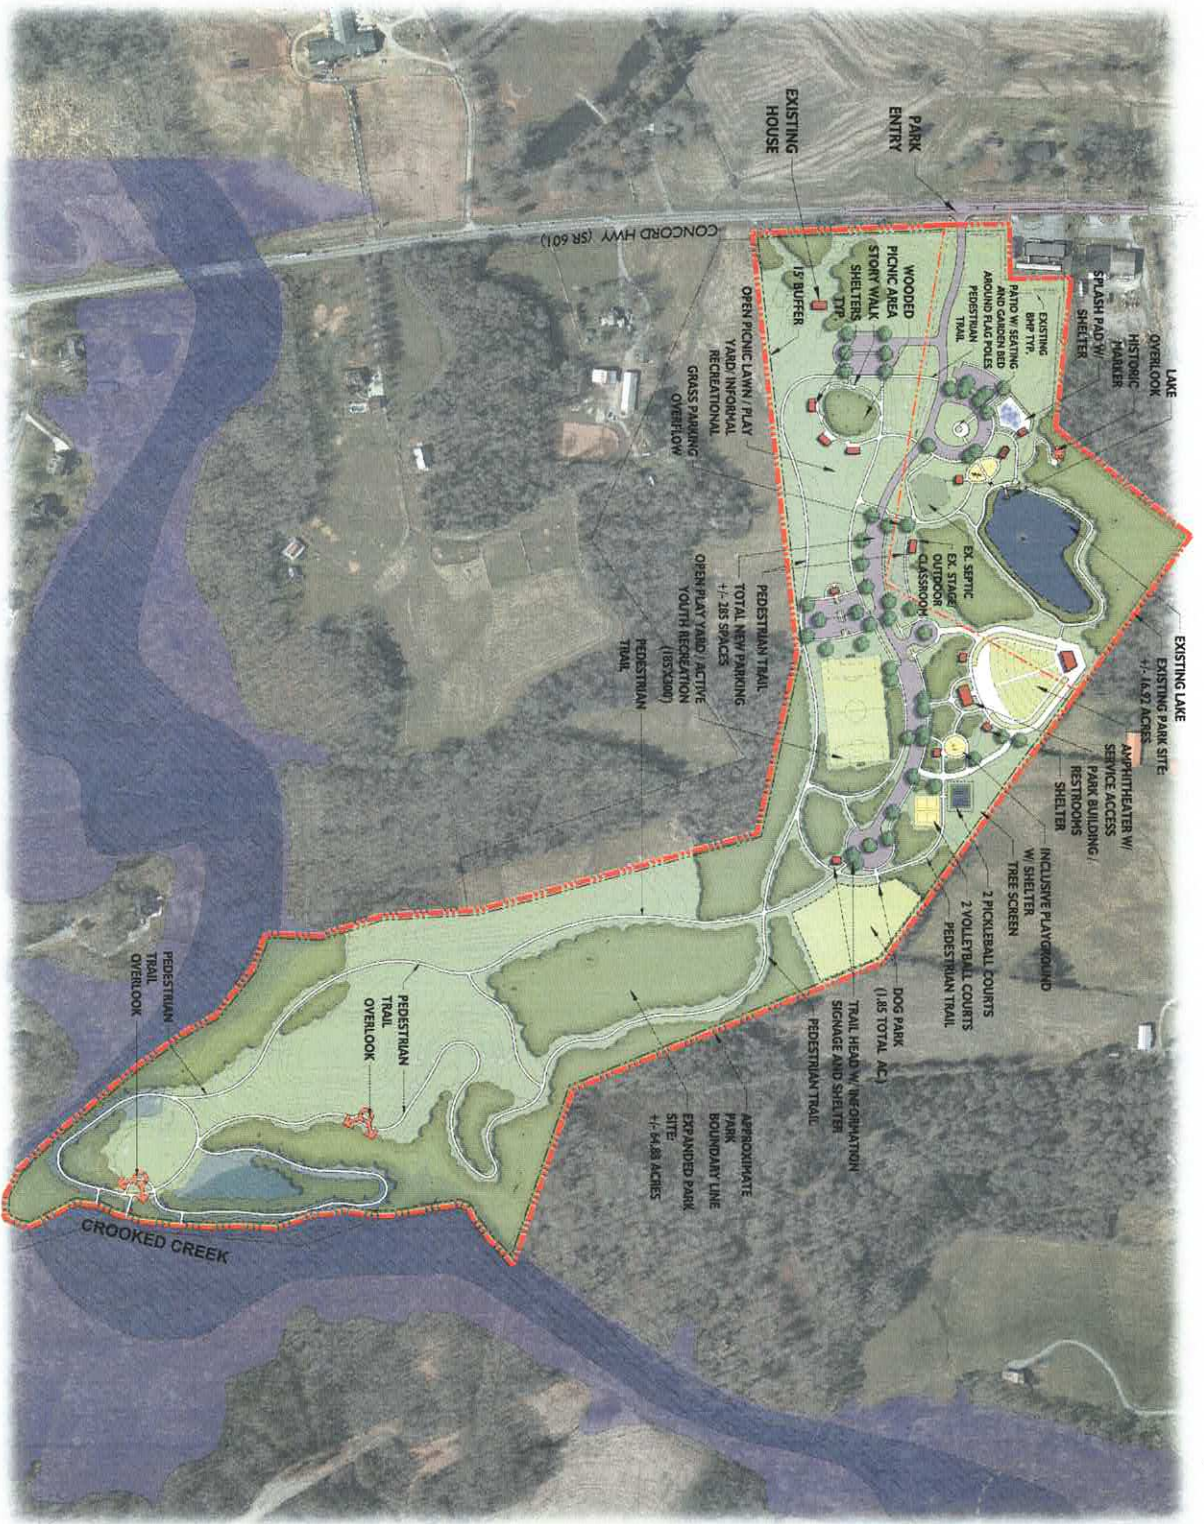 EXISTING
HOUSE
PARK
ENTRY
CONCORD HWY (SR 601)
LAKE
OVERLOOK
HISTORIC
MARKER
SPLASH PAD W/
SHELTER
EXISTING
BMP TYP.
PATIO W/ SEATING
AND GARDEN BED
AROUND FLAG POLES
PEDESTRIAN
TRAIL
WOODED
PICNIC AREA
STORY WALK
SHELTERS
TYP.
15' BUFFER
OPEN PICNIC LAWN / PLAY
YARD/ INFORMAL
RECREATIONAL
GRASS PARKING
OVERFLOW
EX. SEPTIC
EX. STAGE/
OUTDOOR
CLASSROOM
PEDESTRIAN TRAIL
TOTAL NEW PARKING
+/- 285 SPACES
OPEN PLAY YARD / ACTIVE
YOUTH RECREATION
(185'X300')
PEDESTRIAN
TRAIL
EXISTING LAKE
EXISTING PARK SITE:
+/- 16.92 ACRES
AMPHITHEATER W/
SERVICE ACCESS
PARK BUILDING /
RESTROOMS
SHELTER
INCLUSIVE PLAYGROUND
W/ SHELTER
TREE SCREEN
2 PICKLEBALL COURTS
2 VOLLEYBALL COURTS
PEDESTRIAN TRAIL
DOG PARK
(1.85 TOTAL AC.)
TRAIL HEAD W/ INFORMATION
SIGNAGE AND SHELTER
PEDESTRIAN TRAIL
APPROXIMATE
PARK
BOUNDARY LINE
EXPANDED PARK
SITE:
+/- 64.88 ACRES
PEDESTRIAN
TRAIL
OVERLOOK
PEDESTRIAN
TRAIL
OVERLOOK
CROOKED CREEK